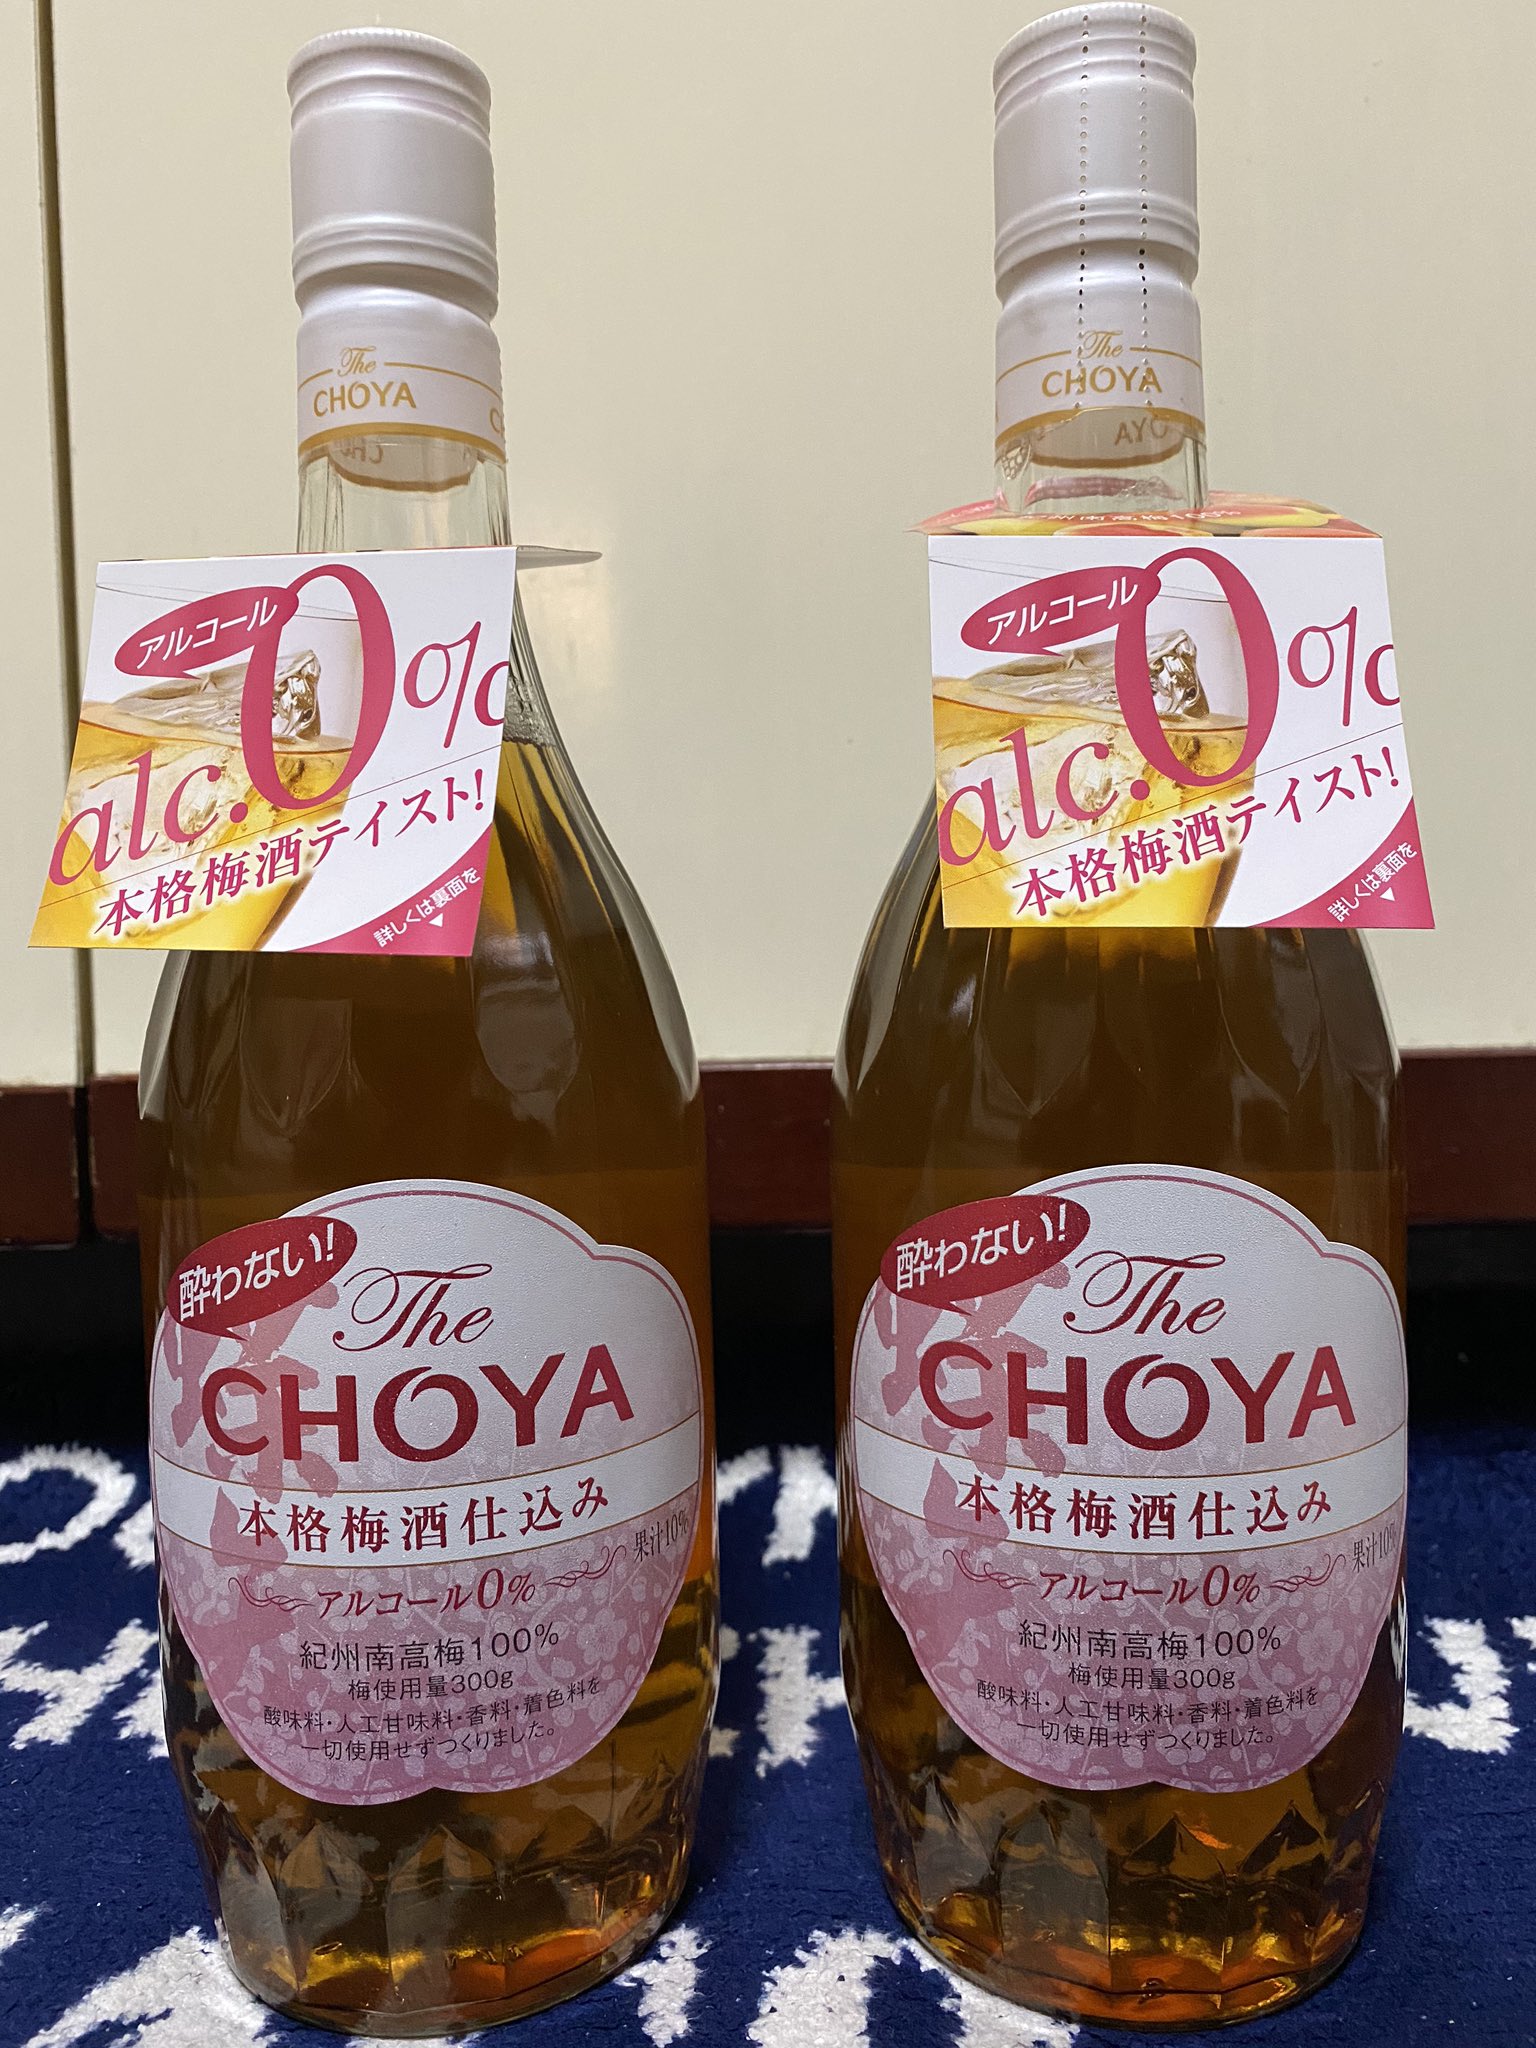 The
CHOYA
アルコール
alc.0%
本格梅酒テイスト!
詳しくは裏面を
酔わない!
The
CHOYA
本格梅酒仕込み
果汁10%
アルコール0%
紀州南高梅100%
梅使用量300g
酸味料・人工甘味料・香料・着色料を
一切使用せずつくりました。
The
CHOYA
南高梅100%
アルコール
alc.0%
本格梅酒テイスト!
詳しくは裏面を
酔わない!
The
CHOYA
本格梅酒仕込み
果汁10%
アルコール0%
紀州南高梅100%
梅使用量300g
酸味料・人工甘味料・香料・着色料を
一切使用せずつくりました。